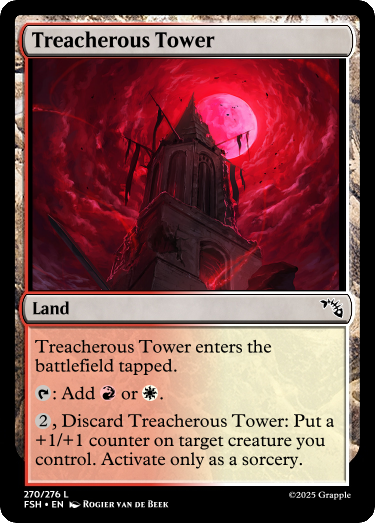 Treacherous Tower
Land
Treacherous Tower enters the
battlefield tapped.
: Add or .
2, Discard Treacherous Tower: Put a
+1/+1 counter on target creature you
control. Activate only as a sorcery.
270/276 L
FSH • EN Rogier van de Beek
©2025 Grapple